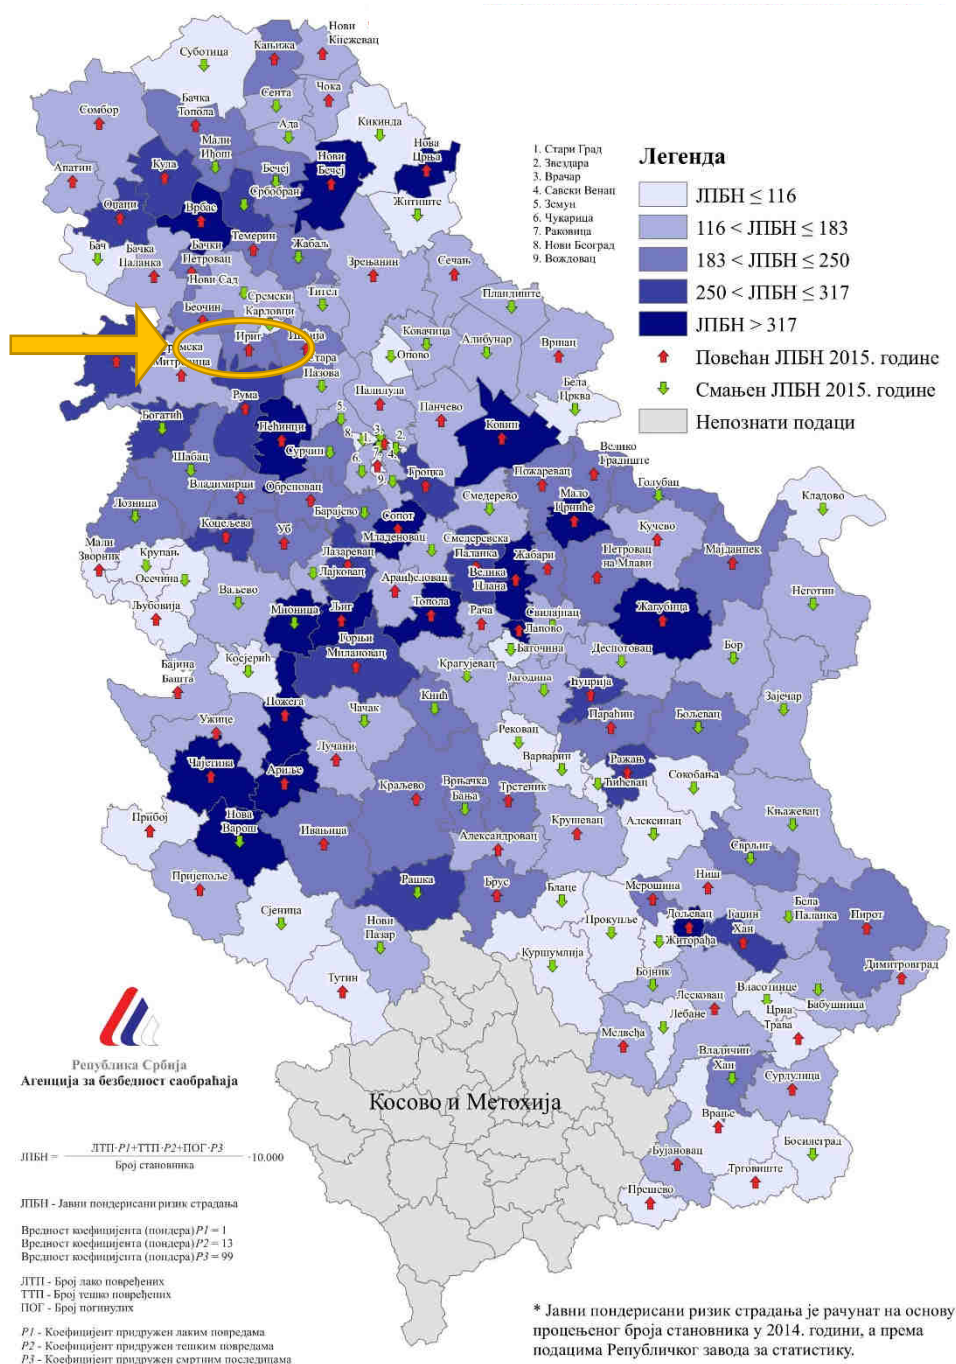 Нови
Кнежевац
Суботица
Кањижа
Чока
Сента
Сомбор
Бачка
Топола
Ада
Кикинда
Мали
Иђош
Нова
Црња
Апатин
Кула
Бечеј
Нови
Бечеј
Србобран
Оџаци
Врбас
Житиште
Темерин
Бач
Бачка
Паланка
Бачки
Петровац
Жабаљ
Зрењанин
Сечањ
Нови Сад
Сремски
Карловци
Тител
Пландиште
Беочин
Ириг
Ковачица
Опово
Алибунар
Вршац
Митровица
Стара
Пазова
Бела
Црква
Рума
Палилула
Панчево
Богатић
Пећинци
Ковин
Сурчин
Шабац
Владимирци
Обреновац
Гроцка
Пожаревац
Велико
Градиште
Голубац
Кладово
Лозница
Барајево
Сопот
Смедерево
Мало
Црниће
Коцељева
Уб
Младеновац
Кучево
Мали
Зворник
Крупањ
Лазаревац
Смедеревска
Паланка
Жабари
Петровац
на Млави
Мајданпек
Осечина
Лајковац
Аранђеловац
Велика
Плана
Неготин
Љубовија
Ваљево
Мионица
Љиг
Топола
Рача
Свилајнац
Лапово
Жагубица
Горњи
Милановац
Баточина
Деспотовац
Бор
Косјерић
Бајина
Башта
Крагујевац
Јагодина
Ћуприја
Зајечар
Пожега
Кнић
Чачак
Параћин
Бољевац
Ужице
Лучани
Рековац
Варварин
Ражањ
Чајетина
Ариље
Ћићевац
Сокобања
Краљево
Врњачка
Бања
Трстеник
Прибој
Нова
Варош
Ивањица
Александровац
Крушевац
Алексинац
Књажевац
Сврљиг
Пријепоље
Рашка
Брус
Блаце
Мерошина
Ниш
Бела
Паланка
Пирот
Сјеница
Нови
Пазар
Прокупље
Дољевац
Гаџин
Хан
Житорађа
Куршумлија
Димитровград
Тутин
Бојник
Власотинце
Бабушница
Лесковац
Црна
Трава
Лебане
Медвеђа
Владичин
Хан
Сурдулица
Врање
Босилеград
Бујановац
Трговиште
Прешево
Косово и Метохија
5.
8.
1.
3.
2.
7.
4.
6.
9.
1. Стари Град
2. Звездара
3. Врачар
4. Савски Венац
5. Земун
6. Чукарица
7. Раковица
8. Нови Београд
9. Вождовац
Легенда
ЈПБН ≤ 116
116 < ЈПБН ≤ 183
183 < ЈПБН ≤ 250
250 < ЈПБН ≤ 317
ЈПБН > 317
Повећан ЈПБН 2015. године
Смањен ЈПБН 2015. године
Непознати подаци
Република Србија
Агенција за безбедност саобраћаја
ЈПБН = ЛТП·P1+ТТП·P2+ПОГ·P3 ·10.000
Број становника
ЈПБН - Јавни пондерисани ризик страдања
Вредност коефицијента (пондера) P1 = 1
Вредност коефицијента (пондера) P2 = 13
Вредност коефицијента (пондера) P3 = 99
ЛТП - Број лако повређених
ТТП - Број тешко повређених
ПОГ - Број погинулих
P1 - Коефицијент придружен лаким повредама
P2 - Коефицијент придружен тешким повредама
P3 - Коефицијент придружен смртним последицама
* Јавни пондерисани ризик страдања је рачунат на основу
процењеног броја становника у 2014. години, а према
подацима Републичког завода за статистику.